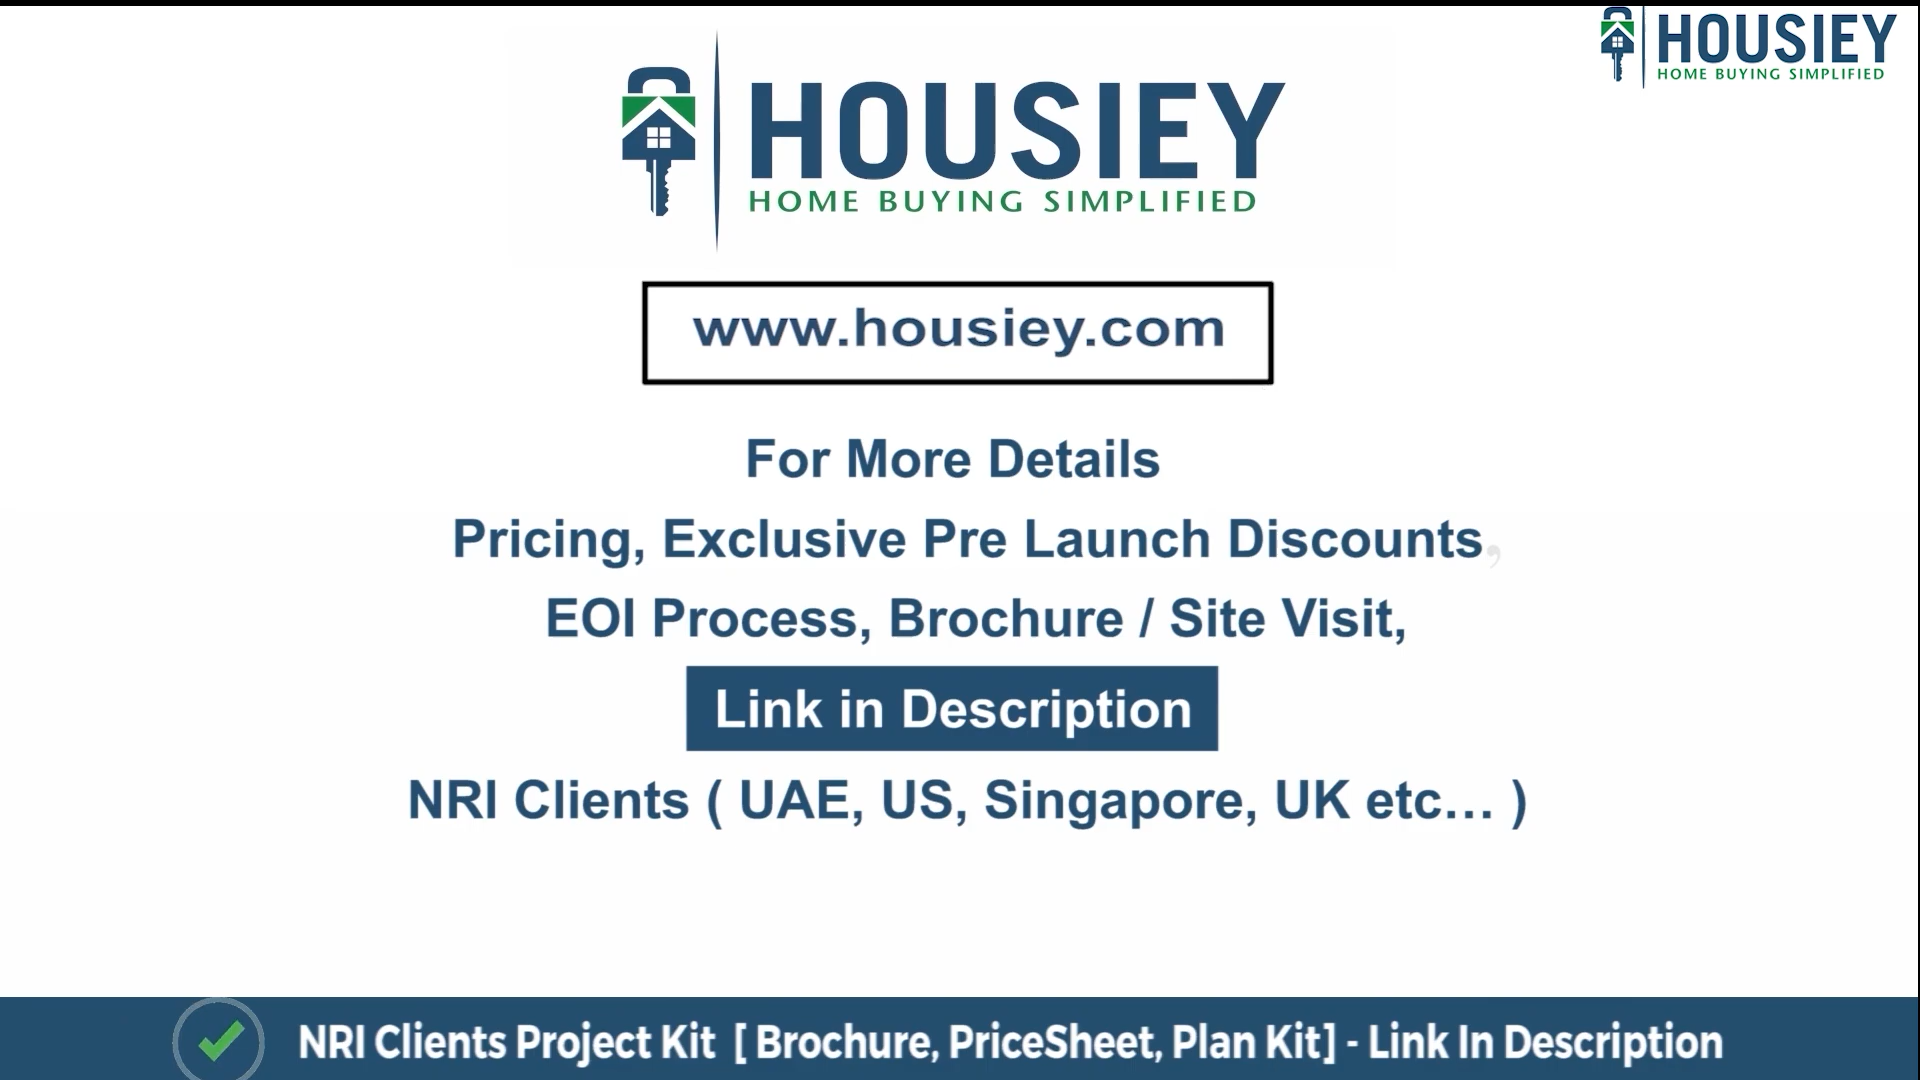 HOUSIEY
HOME BUYING SIMPLIFIED
HOUSIEY
HOME BUYING SIMPLIFIED
www.housiey.com
For More Details
Pricing, Exclusive Pre Launch Discounts,
EOI Process, Brochure / Site Visit,
Link in Description
NRI Clients ( UAE, US, Singapore, UK etc... )
NRI Clients Project Kit [ Brochure, PriceSheet, Plan Kit] - Link In Description